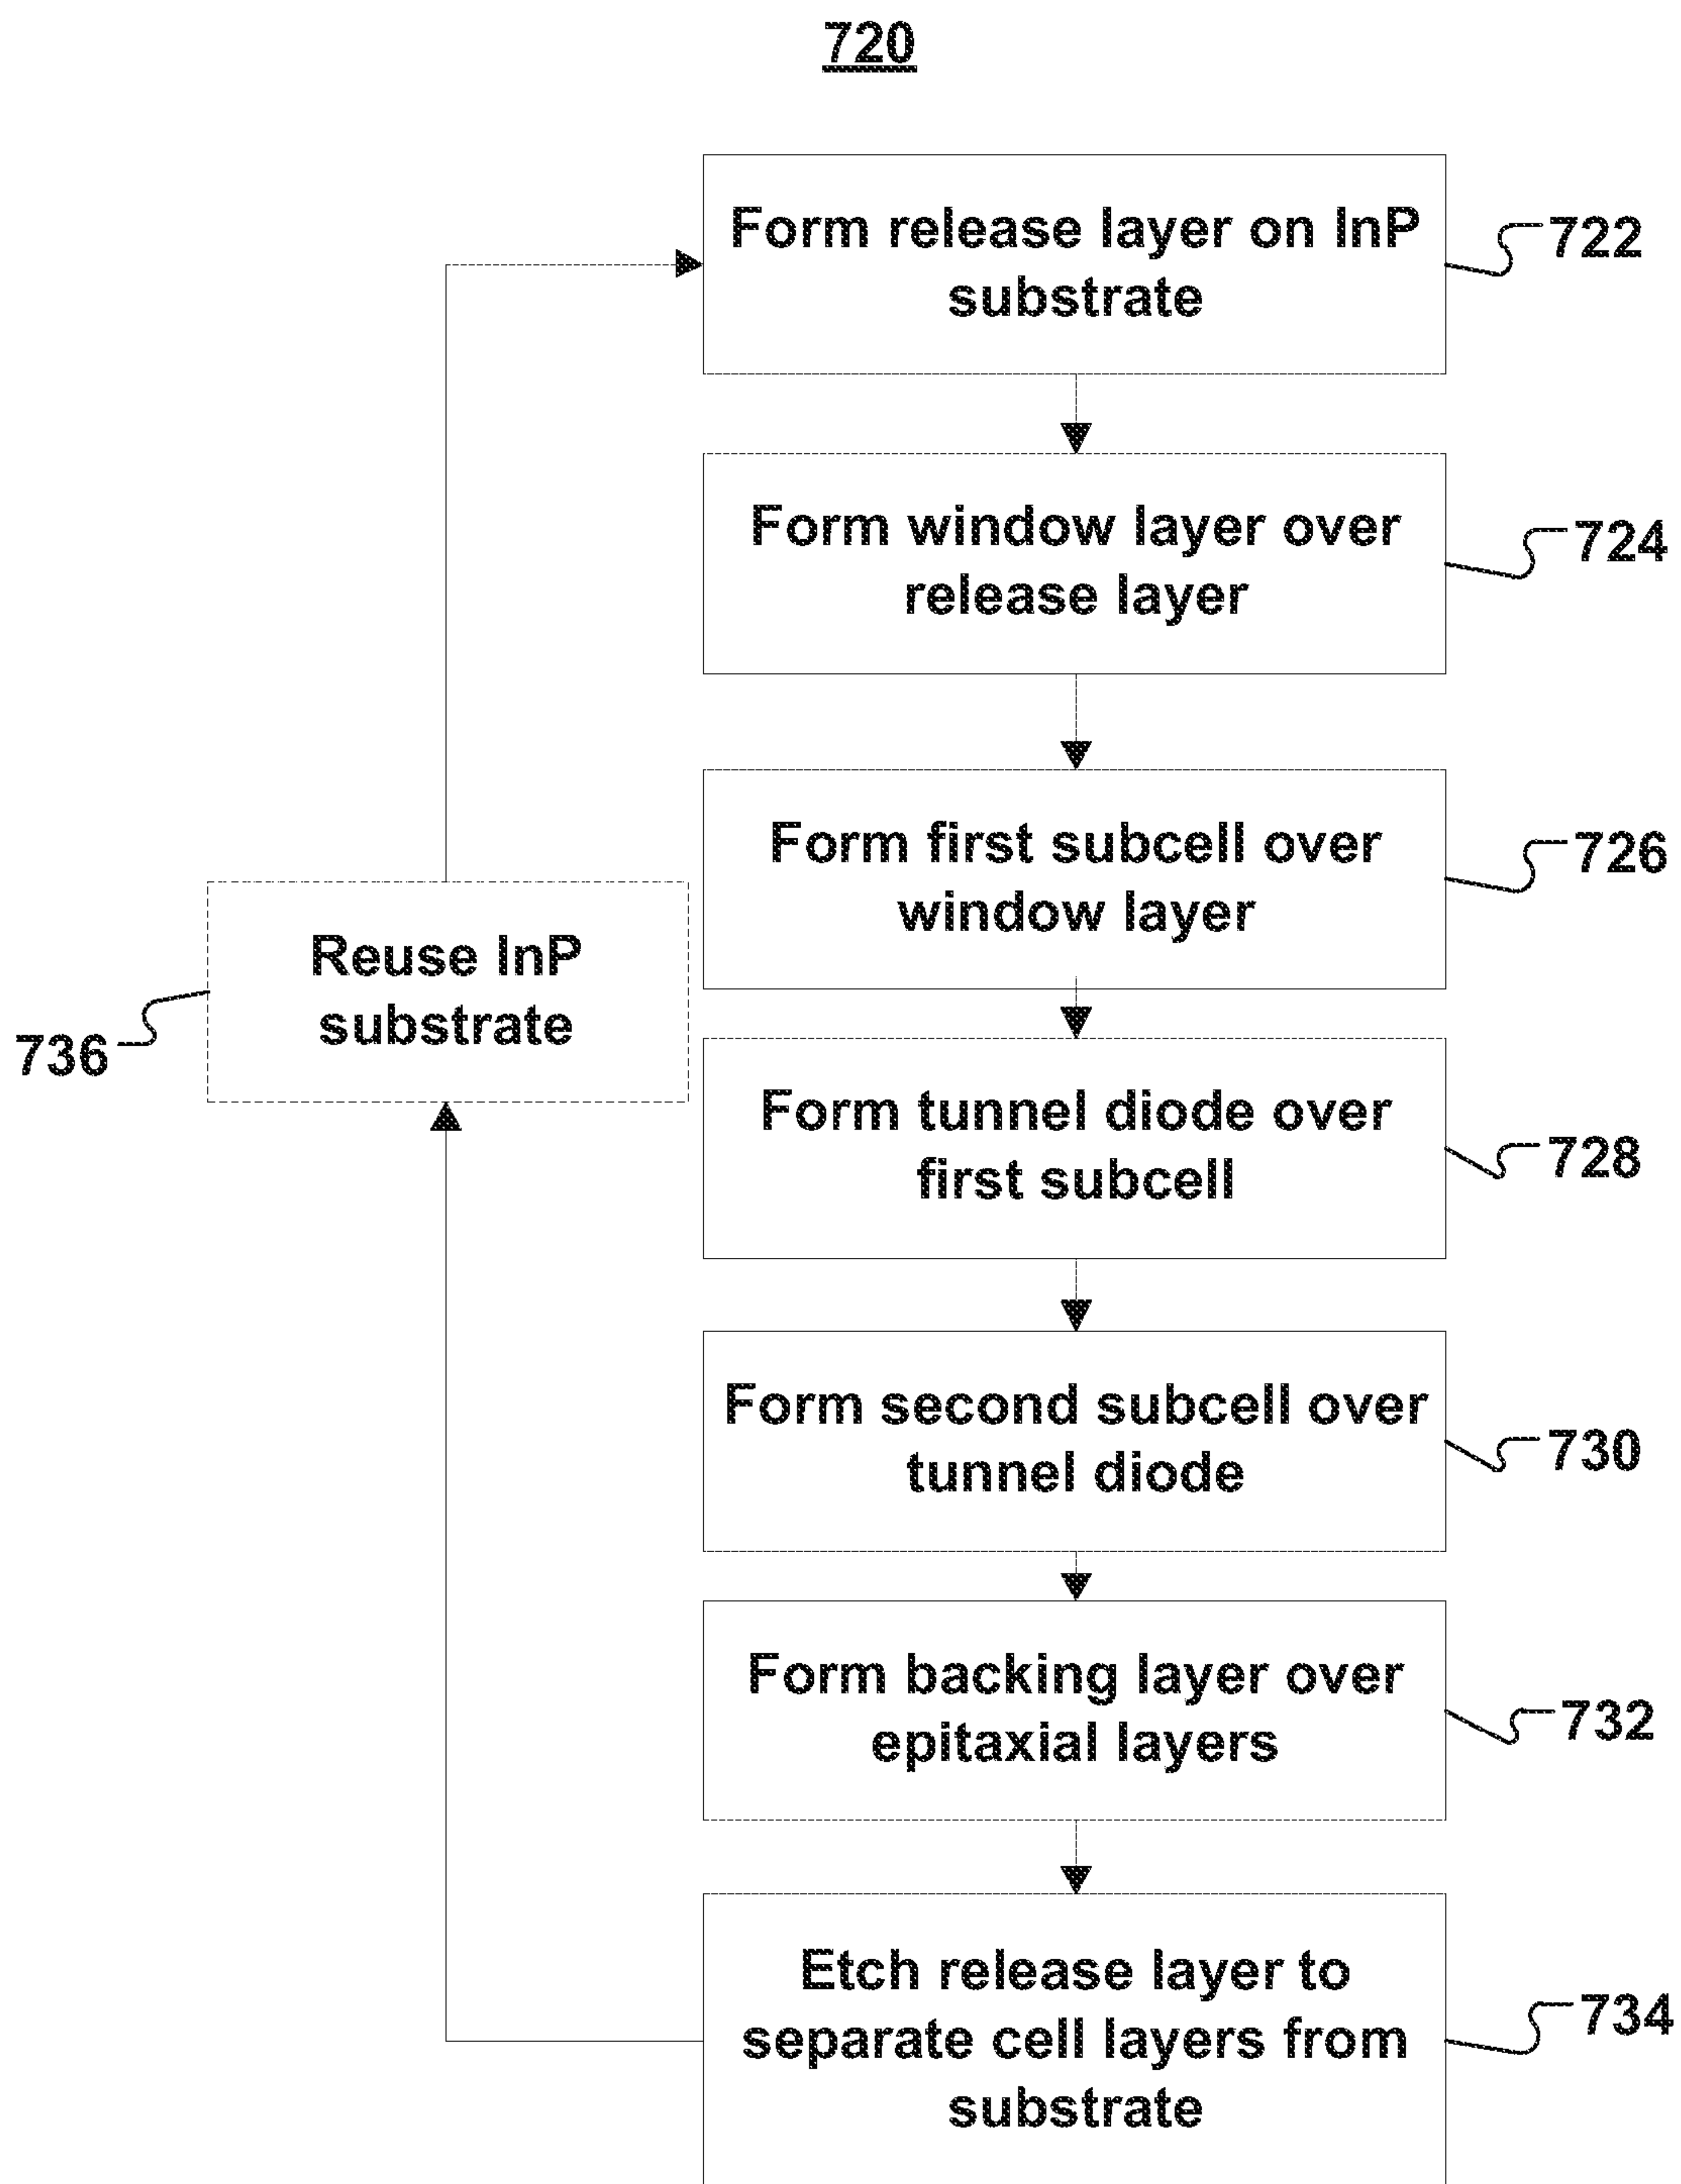 720
Form release layer on InP
substrate
722
Form window layer over
release layer
724
Form first subcell over
window layer
726
Reuse InP
substrate
736
Form tunnel diode over
first subcell
728
Form second subcell over
tunnel diode
730
Form backing layer over
epitaxial layers
732
Etch release layer to
separate cell layers from
substrate
734